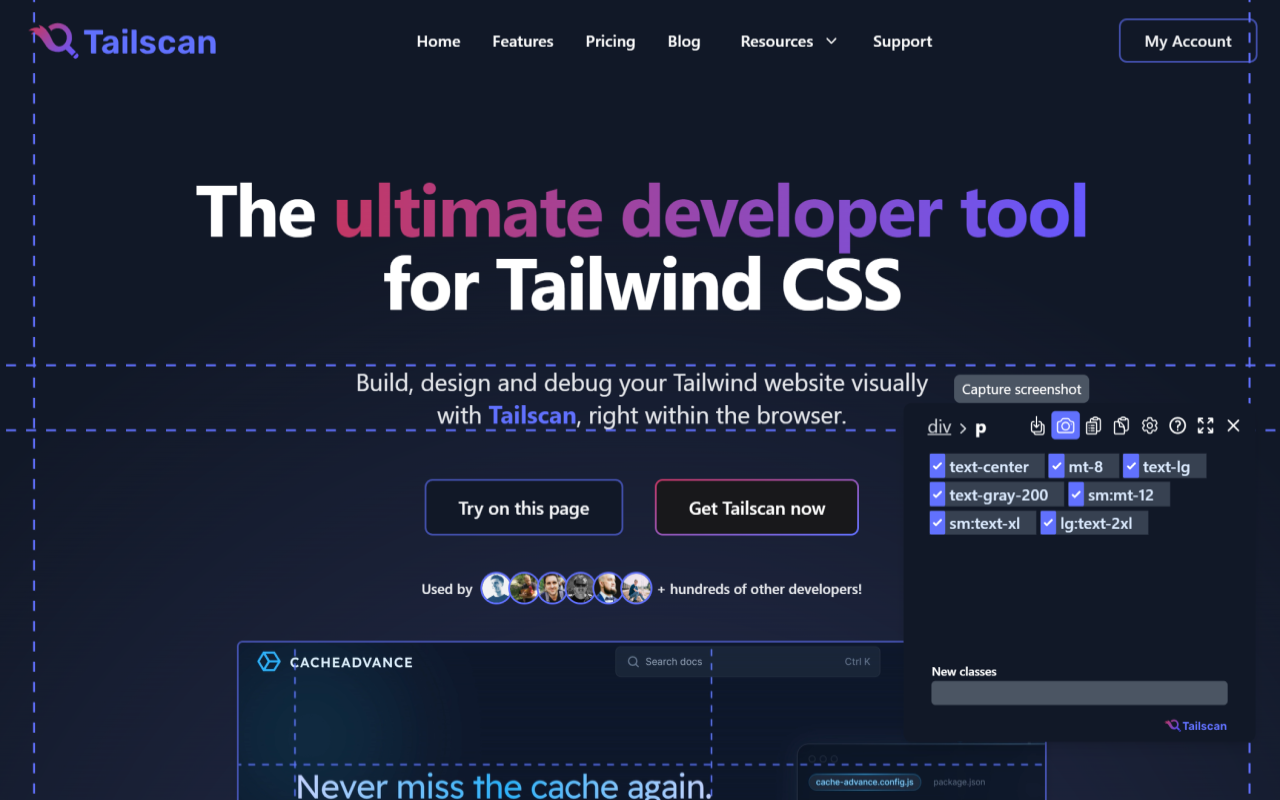 Tailscan
Home
Features
Pricing
Blog
Resources
Support
My Account
The ultimate developer tool
for Tailwind CSS
Build, design and debug your Tailwind website visually
with Tailscan, right within the browser.
Capture screenshot
div > p
text-center
mt-8
text-lg
text-gray-200
sm:mt-12
sm:text-xl
lg:text-2xl
Try on this page
Get Tailscan now
Used by
+ hundreds of other developers!
CACHEADVANCE
Search docs
Ctrl K
New classes
Tailscan
Never miss the cache again.
cache-advance.config.js
package.json